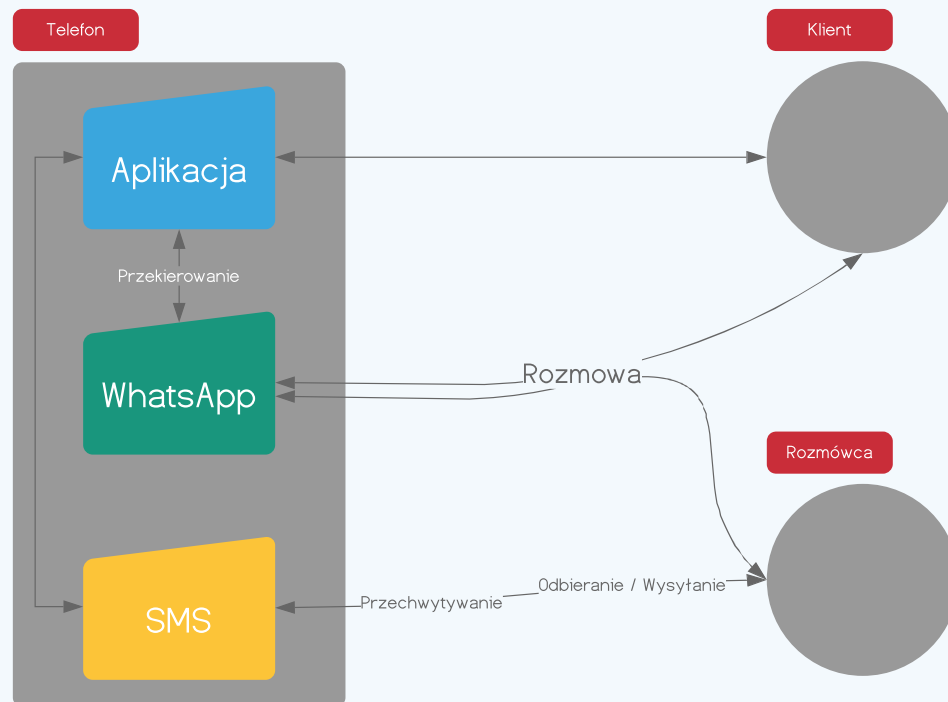 Telefon
Klient
Aplikacja
Przekierowanie
WhatsApp
Rozmowa
Rozmówca
SMS
Przechwytywanie
Odbieranie / Wysyłanie